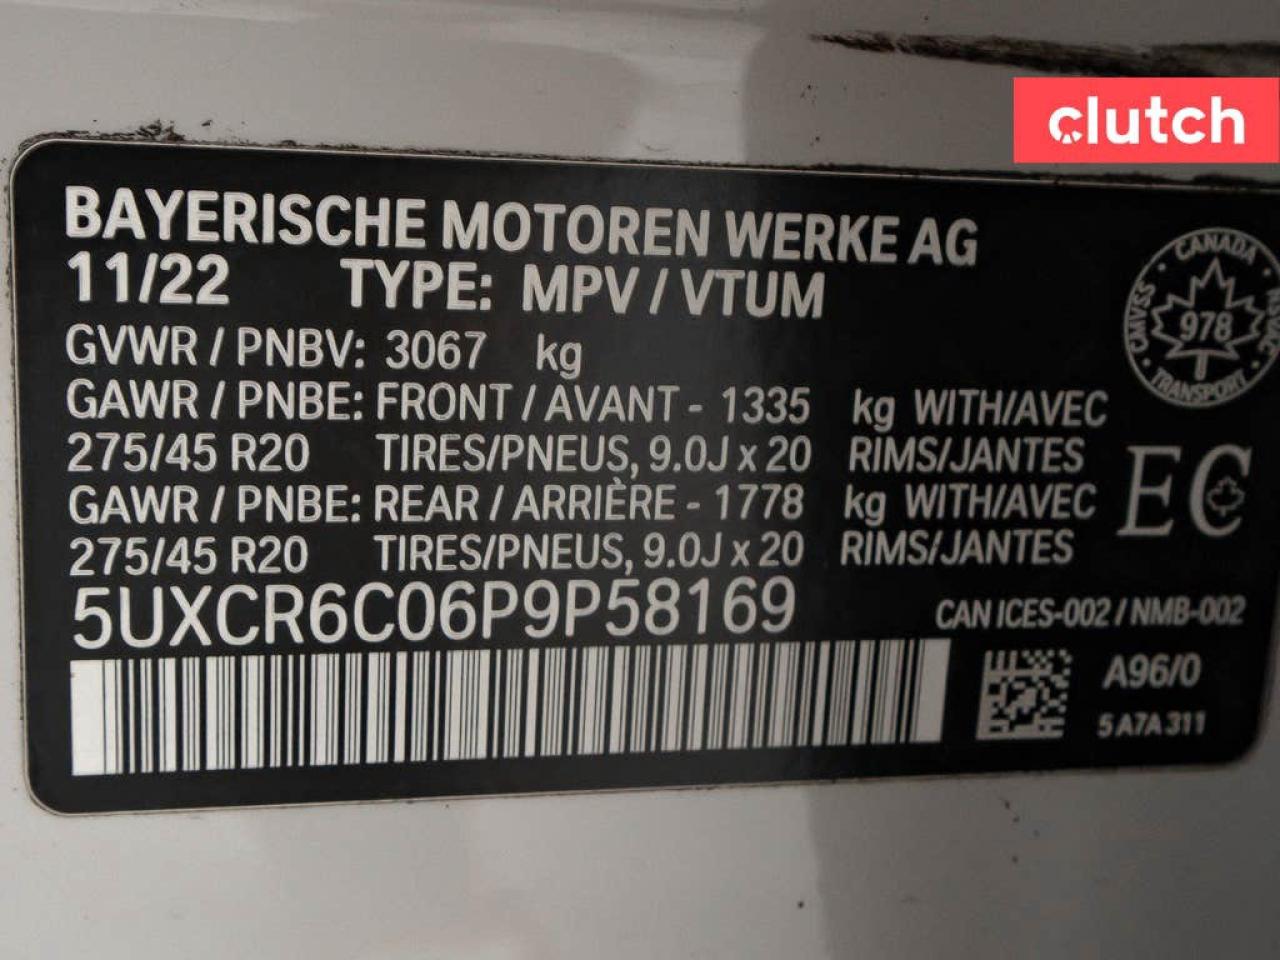 clutch
BAYERISCHE MOTOREN WERKE AG
11/22 TYPE: MPV / VTUM
GVWR / PNBV: 3067 kg
GAWR / PNBE: FRONT / AVANT - 1335 kg WITH/AVEC
275/45 R20 TIRES/PNEUS, 9.0J x 20 RIMS/JANTES
GAWR / PNBE: REAR / ARRIÈRE - 1778 kg WITH/AVEC
275/45 R20 TIRES/PNEUS, 9.0J x 20 RIMS/JANTES
5UXCR6C06P9P58169
CANADA
CMVSS
978
TRANSPORT
EC
CAN ICES-002 / NMB-002
A96/0
5 A7A 311